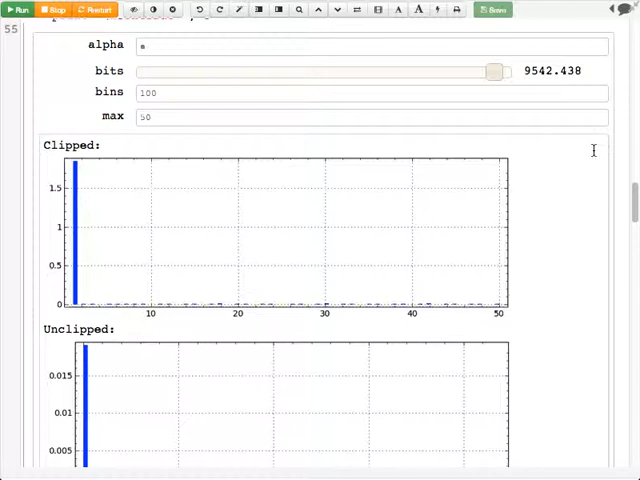 Run Stop Restart Save
55
alpha a
bits 9542.438
bins 100
max 50
Clipped:
1.5
1
0.5
0
10 20 30 40 50
Unclipped:
0.015
0.01
0.005